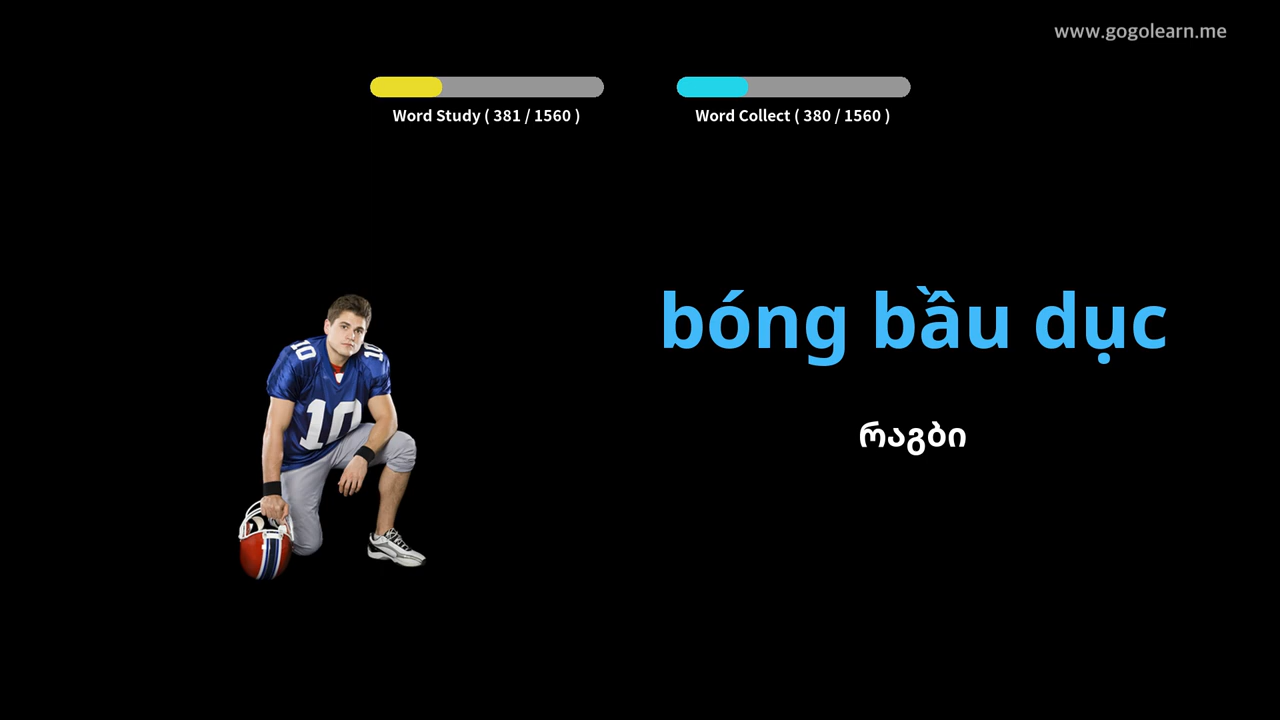 www.gogolearn.me
Word Study ( 381 / 1560 )
Word Collect ( 380 / 1560 )
bóng bầu dục
რაგბი
10
10
10